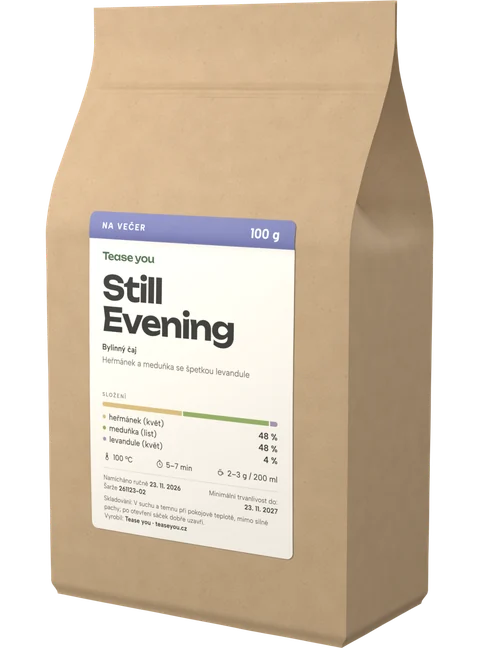 NA VEČER
100 g
Tease you
Still
Evening
Bylinný čaj
Heřmánek a meduňka se špetkou levandule
SLOŽENÍ
heřmánek (květ) 48 %
meduňka (list) 48 %
levandule (květ) 4 %
100 °C 5–7 min 2–3 g / 200 ml
Namícháno ručně 23. 11. 2026
Šarže 261123-02
Minimální trvanlivost do:
23. 11. 2027
Skladování: V suchu a temnu při pokojové teplotě, mimo silné
pachy; po otevření sáček dobře uzavři.
Vyrobil: Tease you · teaseyou.cz